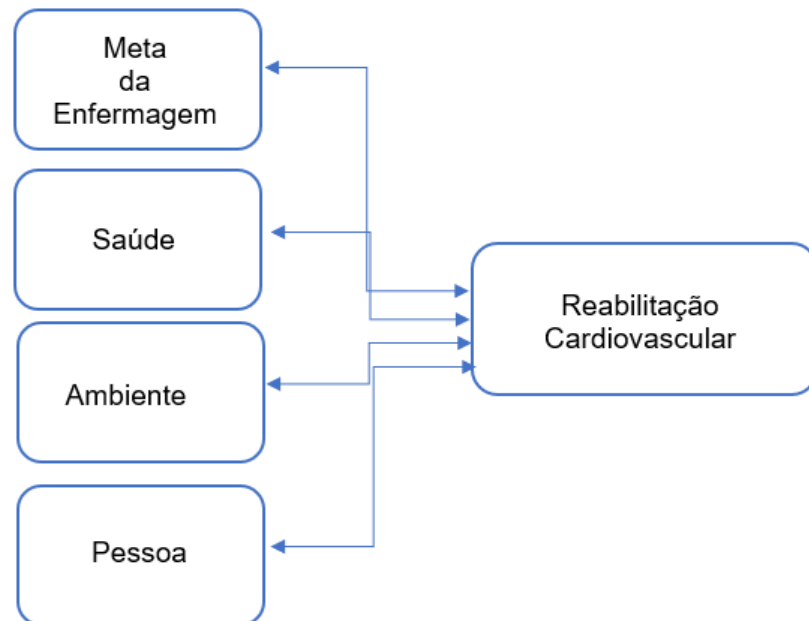 Meta
da
Enfermagem
Saúde
Ambiente
Pessoa
Reabilitação
Cardiovascular